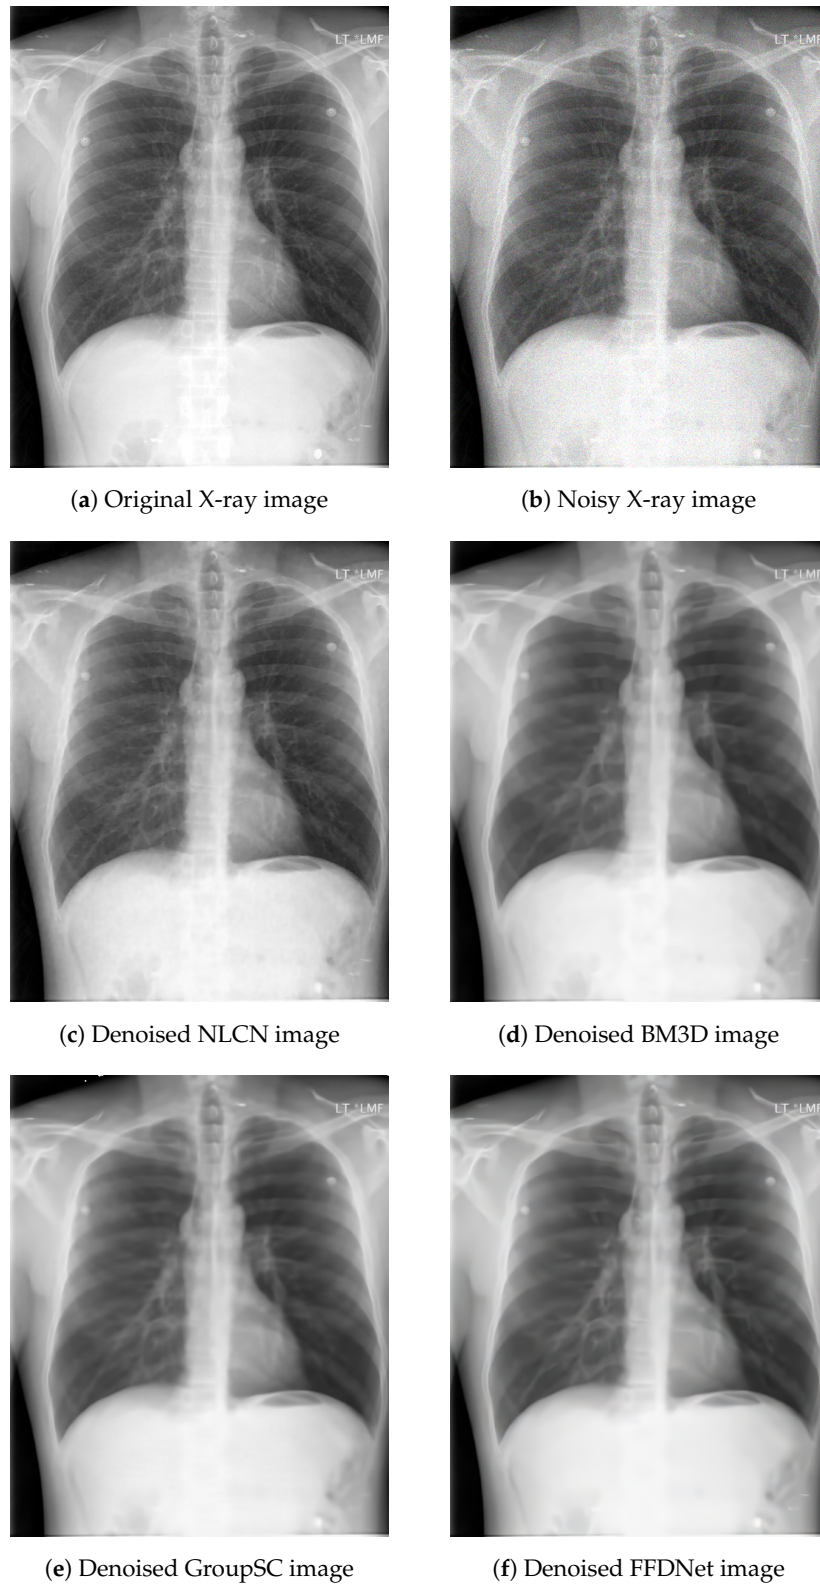 LT *LMF
LT *LMF
(a) Original X-ray image
(b) Noisy X-ray image
LT *LMF
LT *LMF
(c) Denoised NLCN image
(d) Denoised BM3D image
LT *LMF
LT *LMF
(e) Denoised GroupSC image
(f) Denoised FFDNet image